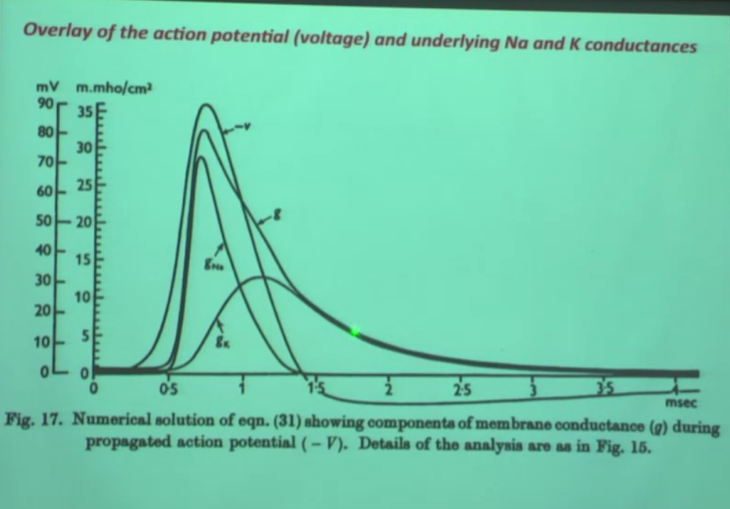 Overlay of the action potential (voltage) and underlying Na and K conductances
mV m.mho/cm²
90
80
70
60
50
40
30
20
10
0
35
30
25
20
15
10
5
0
-v
g
gNa
gK
0 0·5 1 1·5 2 2·5 3 3·5 4
msec
Fig. 17. Numerical solution of eqn. (31) showing components of membrane conductance (g) during
propagated action potential (– V). Details of the analysis are as in Fig. 15.